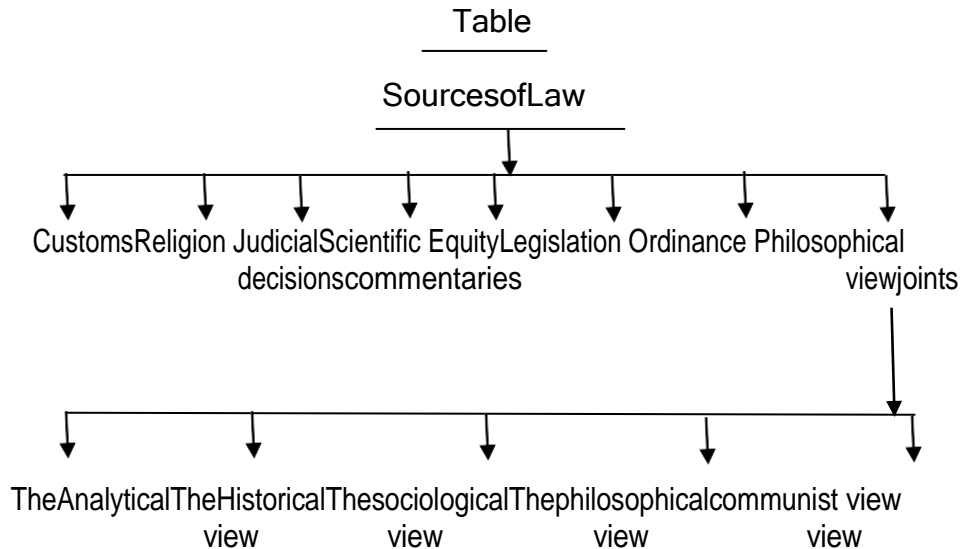 Table
SourcesofLaw
CustomsReligion JudicialScientific EquityLegislation Ordinance Philosophical
decisionscommentaries viewjoints
TheAnalyticalTheHistoricalThesociologicalThephilosophicalcommunist view
view view view view